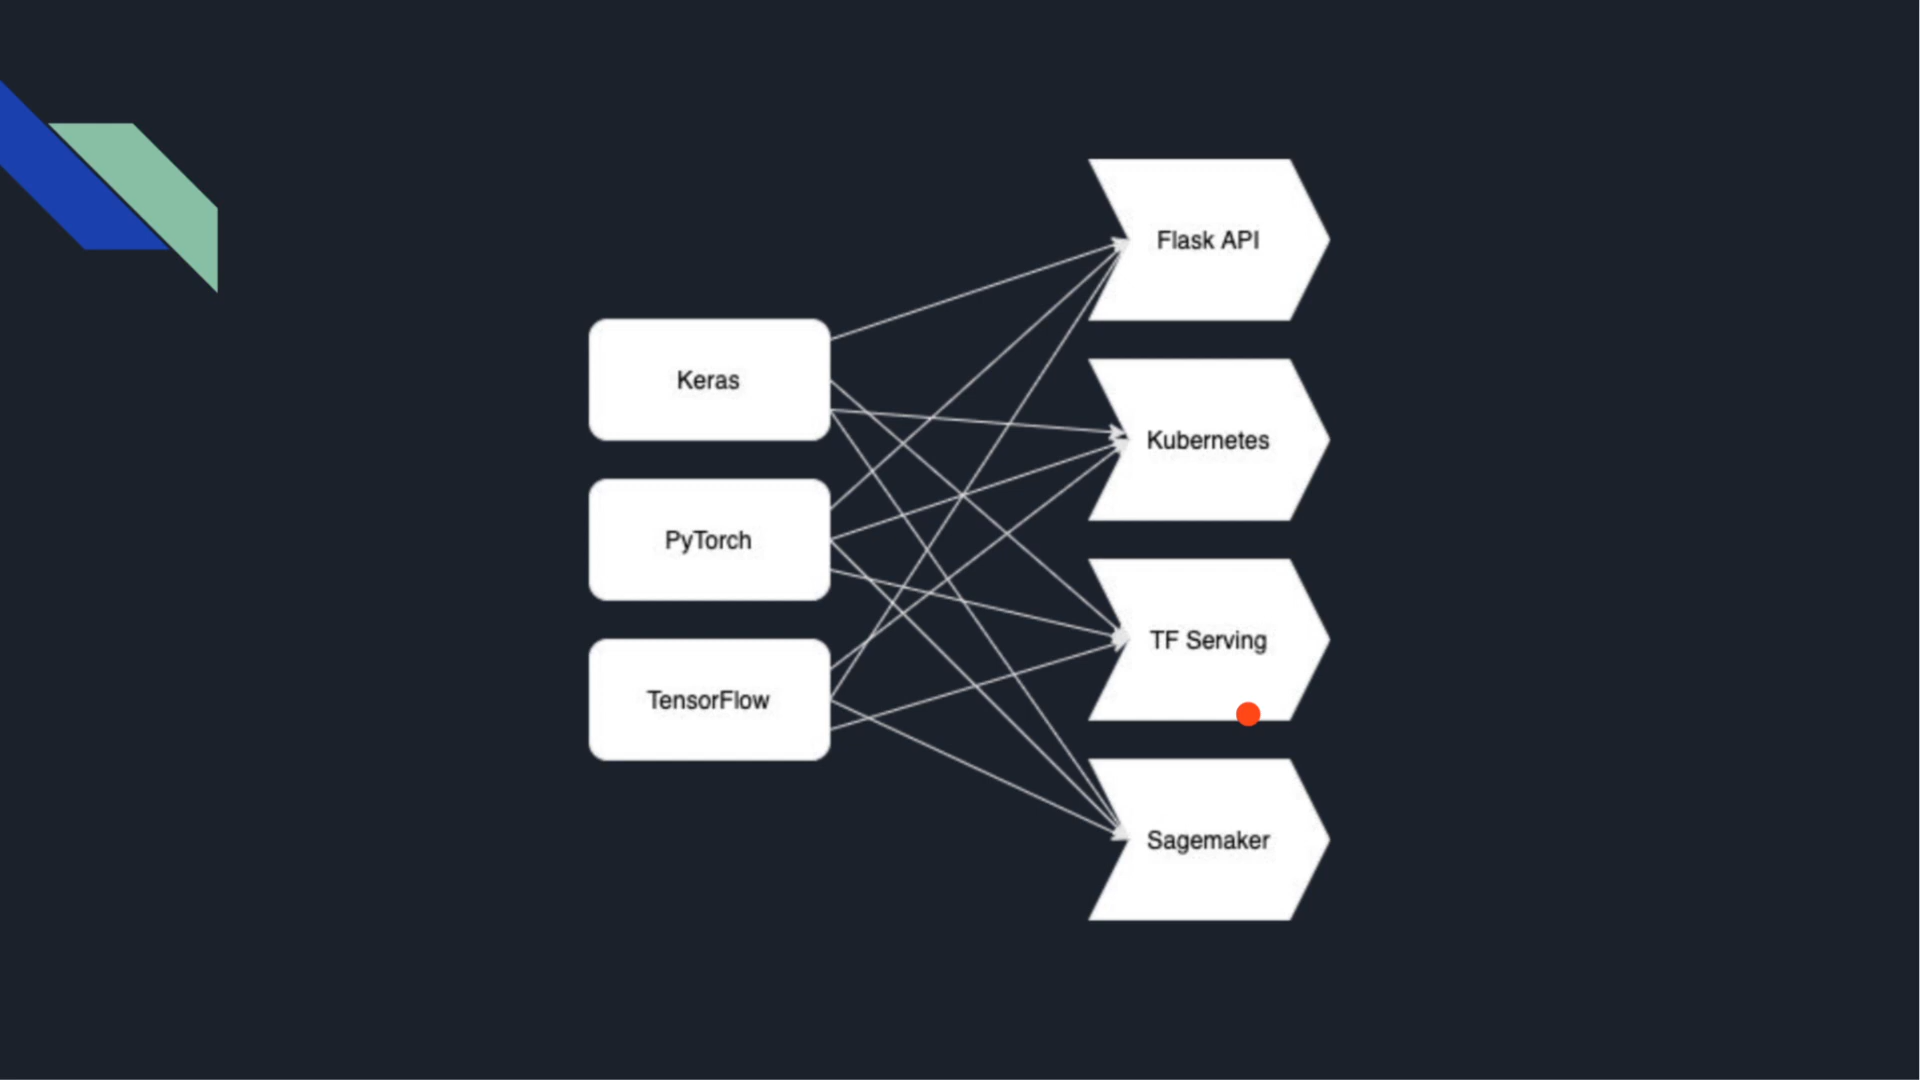 Keras
PyTorch
TensorFlow
Flask API
Kubernetes
TF Serving
Sagemaker